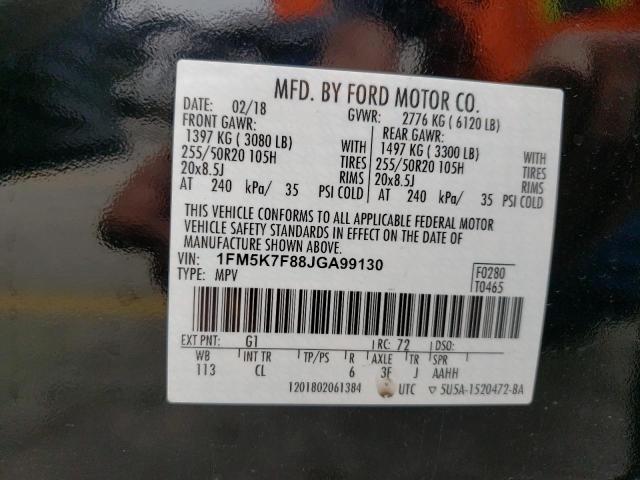 MFD. BY FORD MOTOR CO.
DATE: 02/18 GVWR: 2776 KG ( 6120 LB)
FRONT GAWR: REAR GAWR:
1397 KG ( 3080 LB) WITH 1497 KG ( 3300 LB) WITH
255/50R20 105H TIRES 255/50R20 105H TIRES
20x8.5J RIMS 20x8.5J RIMS
AT 240 kPa/ 35 PSI COLD AT 240 kPa/ 35 PSI COLD
THIS VEHICLE CONFORMS TO ALL APPLICABLE FEDERAL MOTOR
VEHICLE SAFETY STANDARDS IN EFFECT ON THE DATE OF
MANUFACTURE SHOWN ABOVE.
VIN: 1FM5K7F88JGA99130
TYPE: MPV
F0280
T0465
EXT PNT: G1 RC: 72 DSO:
WB INT TR TP/PS R AXLE TR SPR
113 CL 6 3F J AAHH
1201802061384 UTC ▽5U5A-1520472-BA